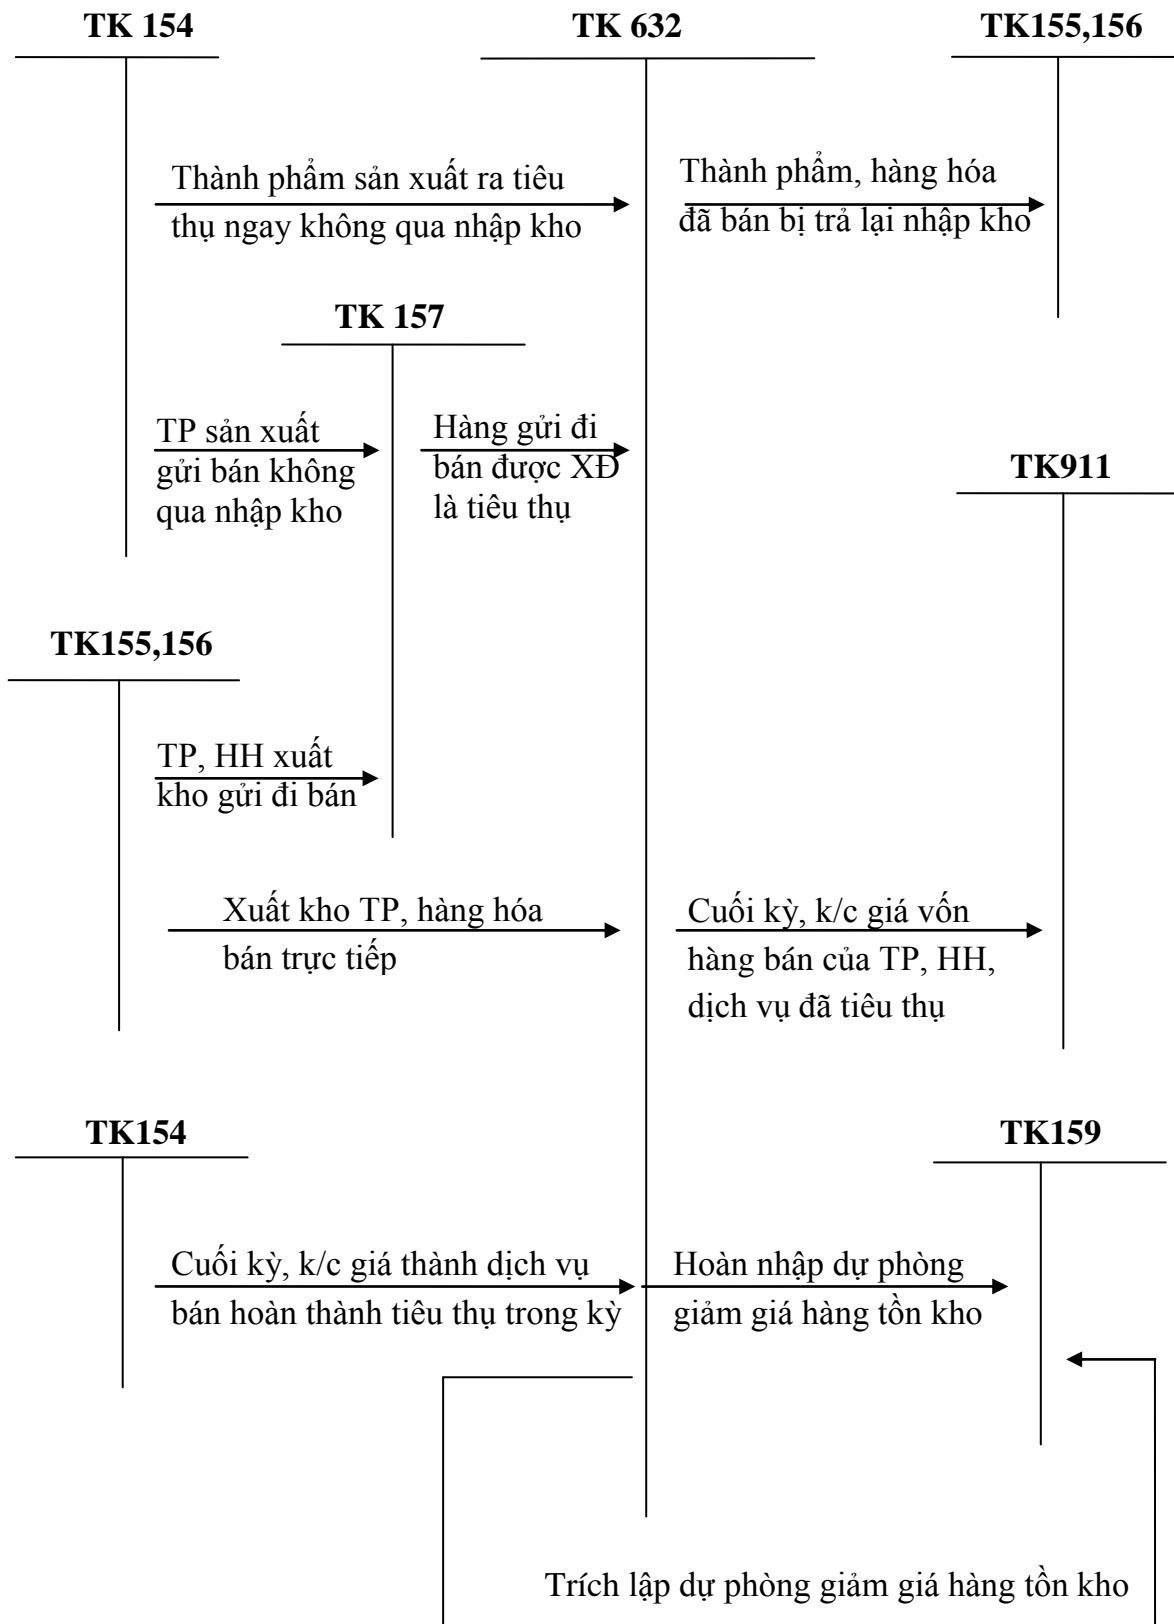 TK 154
TK 632
TK155,156
Thành phẩm sản xuất ra tiêu
thụ ngay không qua nhập kho
Thành phẩm, hàng hóa
đã bán bị trả lại nhập kho
TK 157
TP sản xuất
gửi bán không
qua nhập kho
Hàng gửi đi
bán được XĐ
là tiêu thụ
TK911
TK155,156
TP, HH xuất
kho gửi đi bán
Xuất kho TP, hàng hóa
bán trực tiếp
Cuối kỳ, k/c giá vốn
hàng bán của TP, HH,
dịch vụ đã tiêu thụ
TK154
TK159
Cuối kỳ, k/c giá thành dịch vụ
bán hoàn thành tiêu thụ trong kỳ
Hoàn nhập dự phòng
giảm giá hàng tồn kho
Trích lập dự phòng giảm giá hàng tồn kho